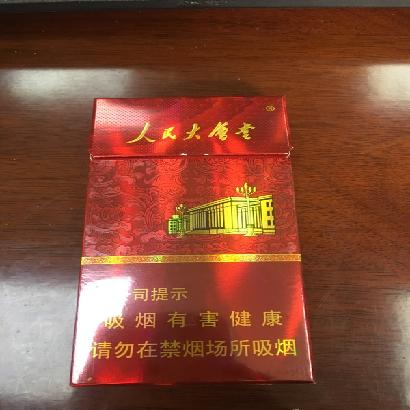 人民大会堂
司提示
吸烟有害健康
请勿在禁烟场所吸烟